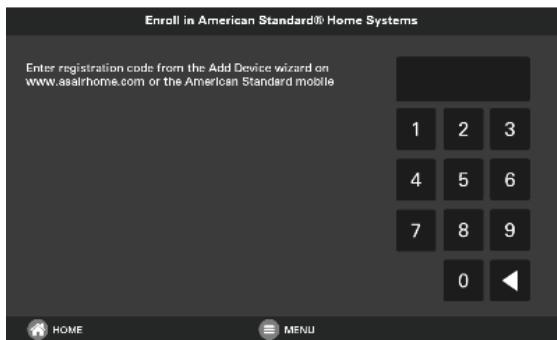 Enroll in American Standard® Home Systems
Enter registration code from the Add Device wizard on
www.asairhome.com or the American Standard mobile
1 2 3
4 5 6
7 8 9
0
HOME MENU